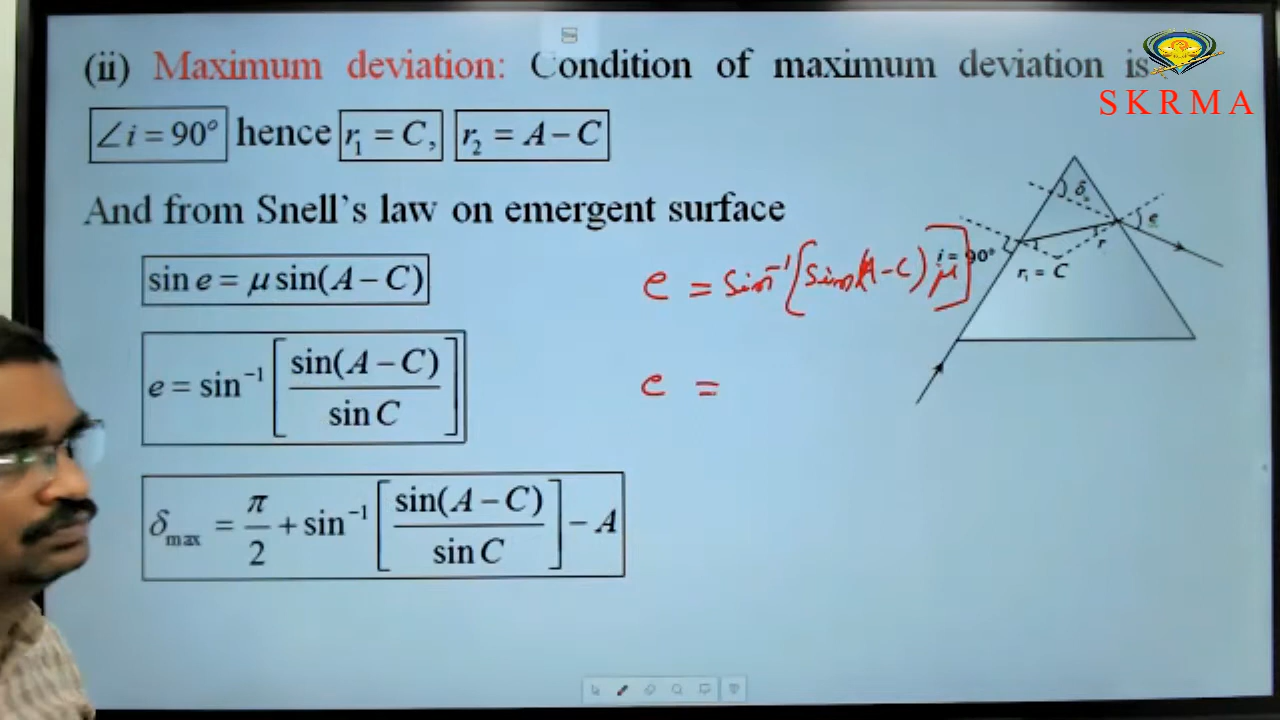 (ii) Maximum deviation: Condition of maximum deviation is
∠i = 90° hence r₁ = C, r₂ = A − C
And from Snell's law on emergent surface
sin e = μ sin(A − C)
e = sin⁻¹ [sin(A − C) / sin C]
δmax = π/2 + sin⁻¹ [sin(A − C) / sin C] − A
e = sin⁻¹[sin(A-C) μ]
e =
δ
e
i = 90°
r
r₁ = C
SKRMA